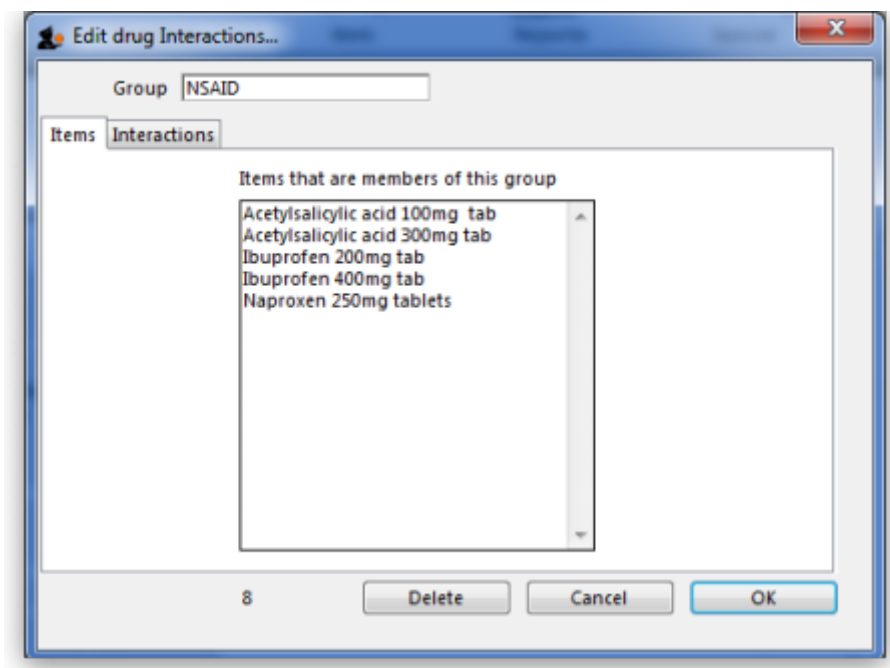 Edit drug Interactions...
Group NSAID
Items Interactions
Items that are members of this group
Acetylsalicylic acid 100mg  tab
Acetylsalicylic acid 300mg tab
Ibuprofen 200mg tab
Ibuprofen 400mg tab
Naproxen 250mg tablets
8 Delete Cancel OK